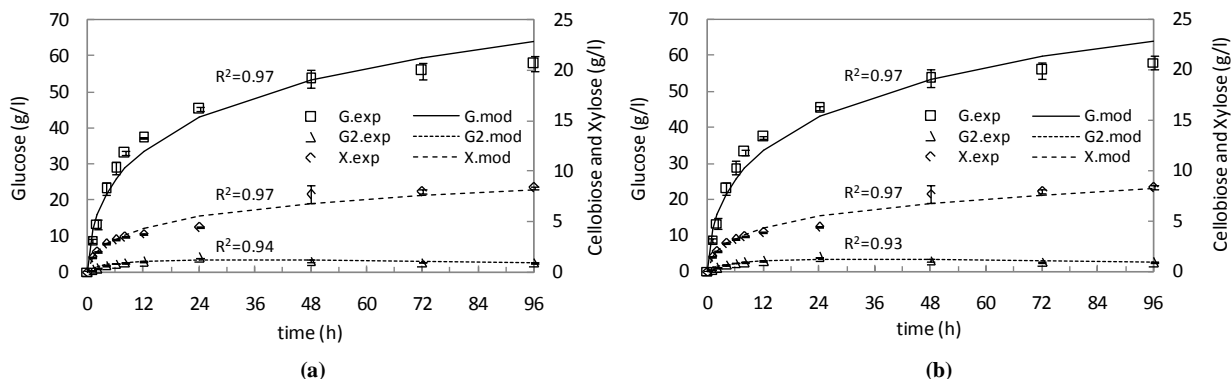 70
60
50
40
30
20
10
0
25
20
15
10
5
0
0 12 24 36 48 60 72 84 96
Glucose (g/l)
Cellobiose and Xylose (g/l)
time (h)
R²=0.97
G.exp G.mod
G2.exp G2.mod
X.exp X.mod
R²=0.97
R²=0.94
(a)
70
60
50
40
30
20
10
0
25
20
15
10
5
0
0 12 24 36 48 60 72 84 96
Glucose (g/l)
Cellobiose and Xylose (g/l)
time (h)
R²=0.97
G.exp G.mod
G2.exp G2.mod
X.exp X.mod
R²=0.97
R²=0.93
(b)